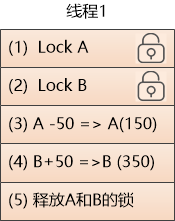 线程1
(1) Lock A
(2) Lock B
(3) A -50 => A(150)
(4) B+50 =>B (350)
(5) 释放A和B的锁